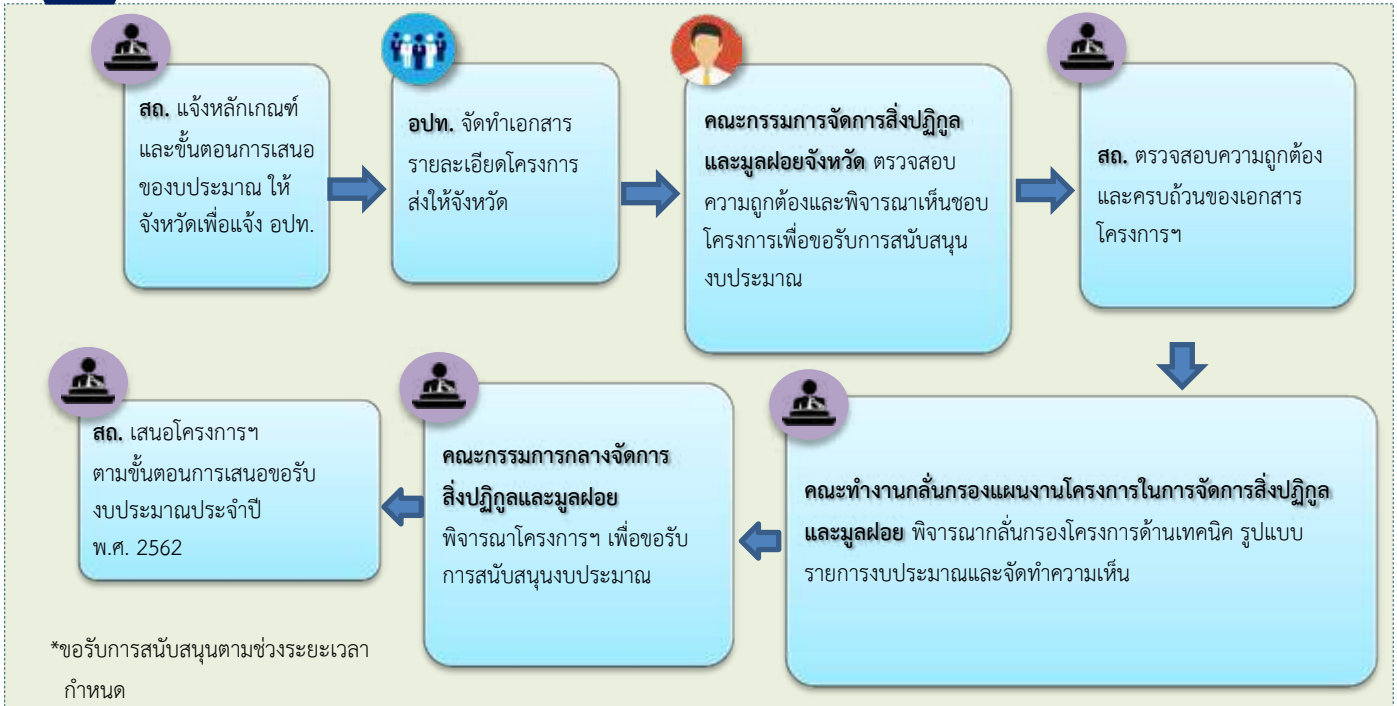 สถ. แจ้งหลักเกณฑ์
และขั้นตอนการเสนอ
ของบประมาณ ให้
จังหวัดเพื่อแจ้ง อปท.
อปท. จัดทำเอกสาร
รายละเอียดโครงการ
ส่งให้จังหวัด
คณะกรรมการจัดการสิ่งปฏิกูล
และมูลฝอยจังหวัด ตรวจสอบ
ความถูกต้องและพิจารณาเห็นชอบ
โครงการเพื่อขอรับการสนับสนุน
งบประมาณ
สถ. ตรวจสอบความถูกต้อง
และครบถ้วนของเอกสาร
โครงการฯ
คณะทำงานกลั่นกรองแผนงานโครงการในการจัดการสิ่งปฏิกูล
และมูลฝอย พิจารณากลั่นกรองโครงการด้านเทคนิค รูปแบบ
รายการงบประมาณและจัดทำความเห็น
คณะกรรมการกลางจัดการ
สิ่งปฏิกูลและมูลฝอย
พิจารณาโครงการฯ เพื่อขอรับ
การสนับสนุนงบประมาณ
สถ. เสนอโครงการฯ
ตามขั้นตอนการเสนอขอรับ
งบประมาณประจำปี
พ.ศ. 2562
*ขอรับการสนับสนุนตามช่วงระยะเวลา
กำหนด